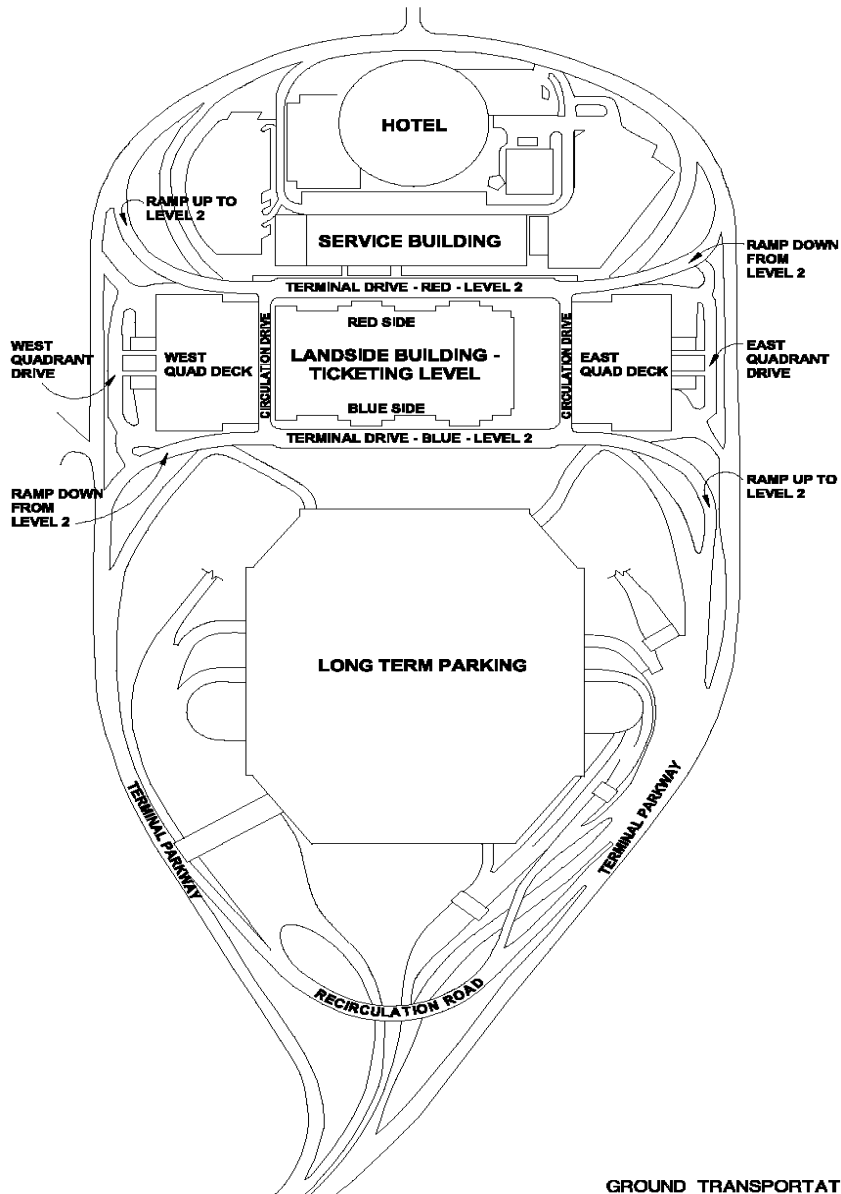 HOTEL
RAMP UP TO
LEVEL 2
SERVICE BUILDING
RAMP DOWN
FROM
LEVEL 2
TERMINAL DRIVE - RED - LEVEL 2
RED SIDE
WEST
QUADRANT
DRIVE
WEST
QUAD DECK
CIRCULATION DRIVE
LANDSIDE BUILDING -
TICKETING LEVEL
CIRCULATION DRIVE
EAST
QUAD DECK
EAST
QUADRANT
DRIVE
BLUE SIDE
TERMINAL DRIVE - BLUE - LEVEL 2
RAMP DOWN
FROM
LEVEL 2
RAMP UP TO
LEVEL 2
LONG TERM PARKING
TERMINAL PARKWAY
TERMINAL PARKWAY
RECIRCULATION ROAD
GROUND TRANSPORTAT